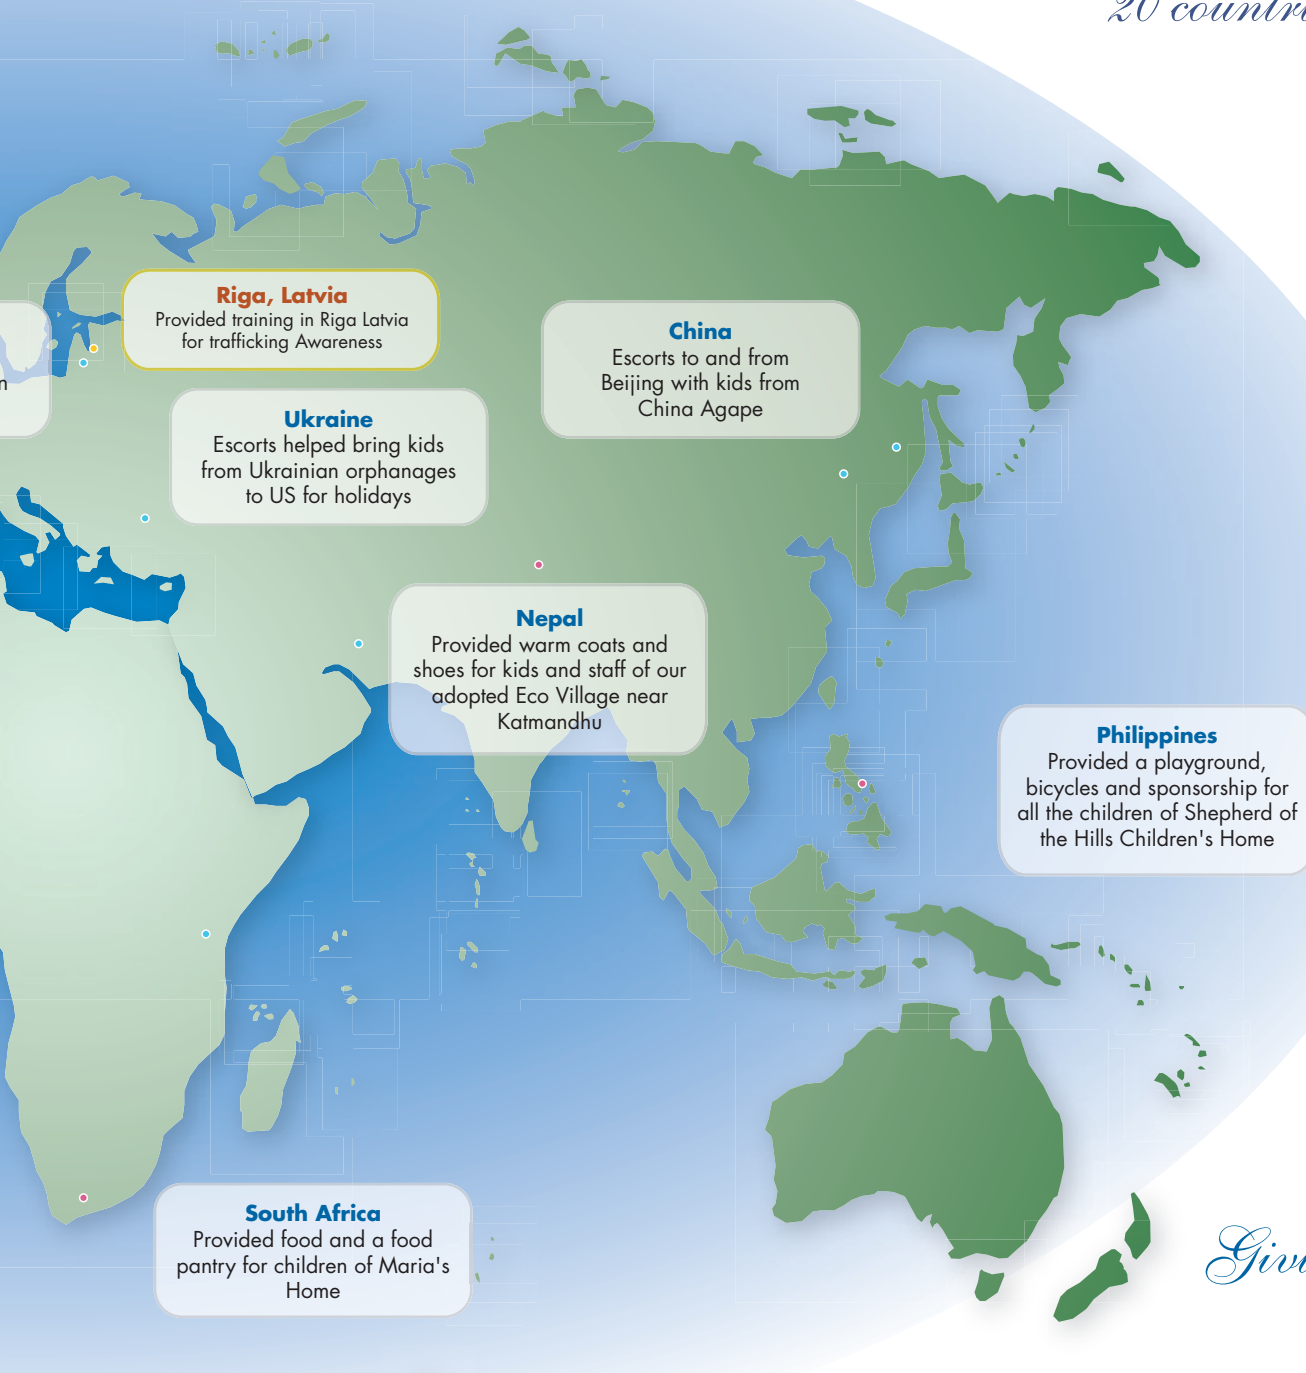 20 countri
Riga, Latvia
Provided training in Riga Latvia
for trafficking Awareness
n
China
Escorts to and from
Beijing with kids from
China Agape
Ukraine
Escorts helped bring kids
from Ukrainian orphanages
to US for holidays
Nepal
Provided warm coats and
shoes for kids and staff of our
adopted Eco Village near
Katmandhu
Philippines
Provided a playground,
bicycles and sponsorship for
all the children of Shepherd of
the Hills Children's Home
South Africa
Provided food and a food
pantry for children of Maria's
Home
Givi